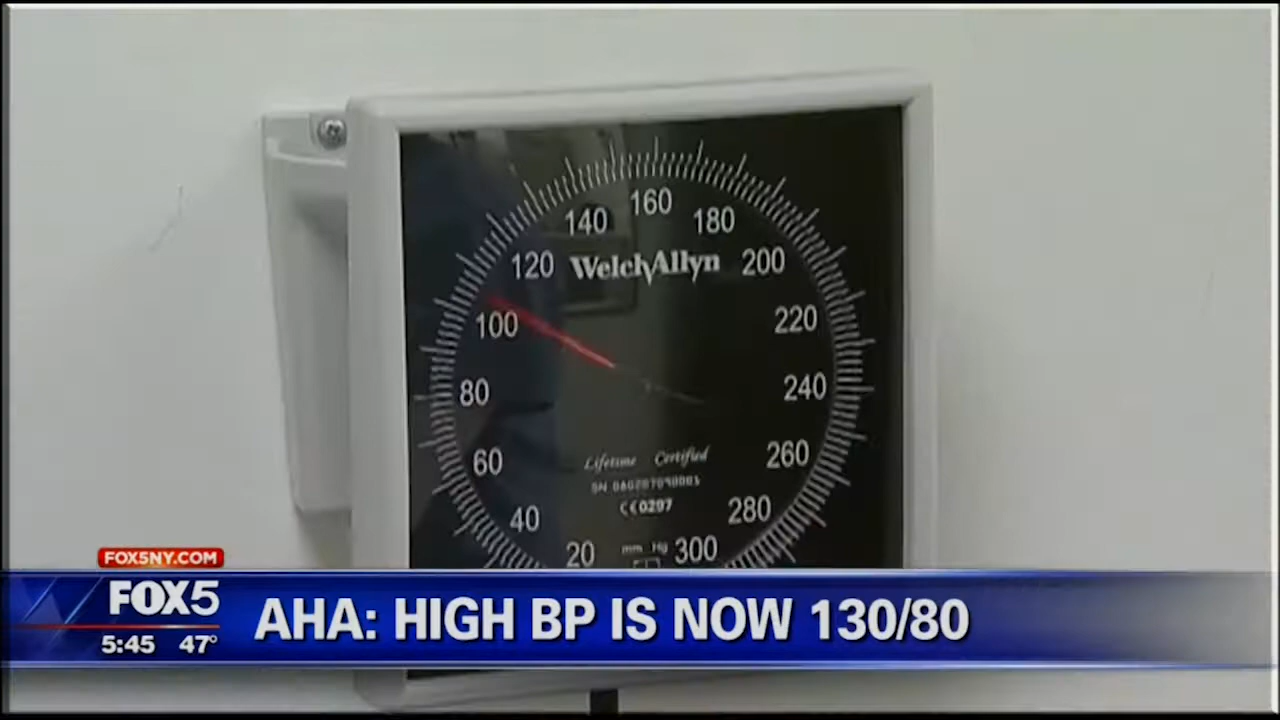 160
140 180
120 WelchAllyn 200
100 220
80 240
60 Lifetime Certified 260
CE0297
40 280
20 mm Hg 300
FOX5NY.COM
FOX5 AHA: HIGH BP IS NOW 130/80
5:45 47°